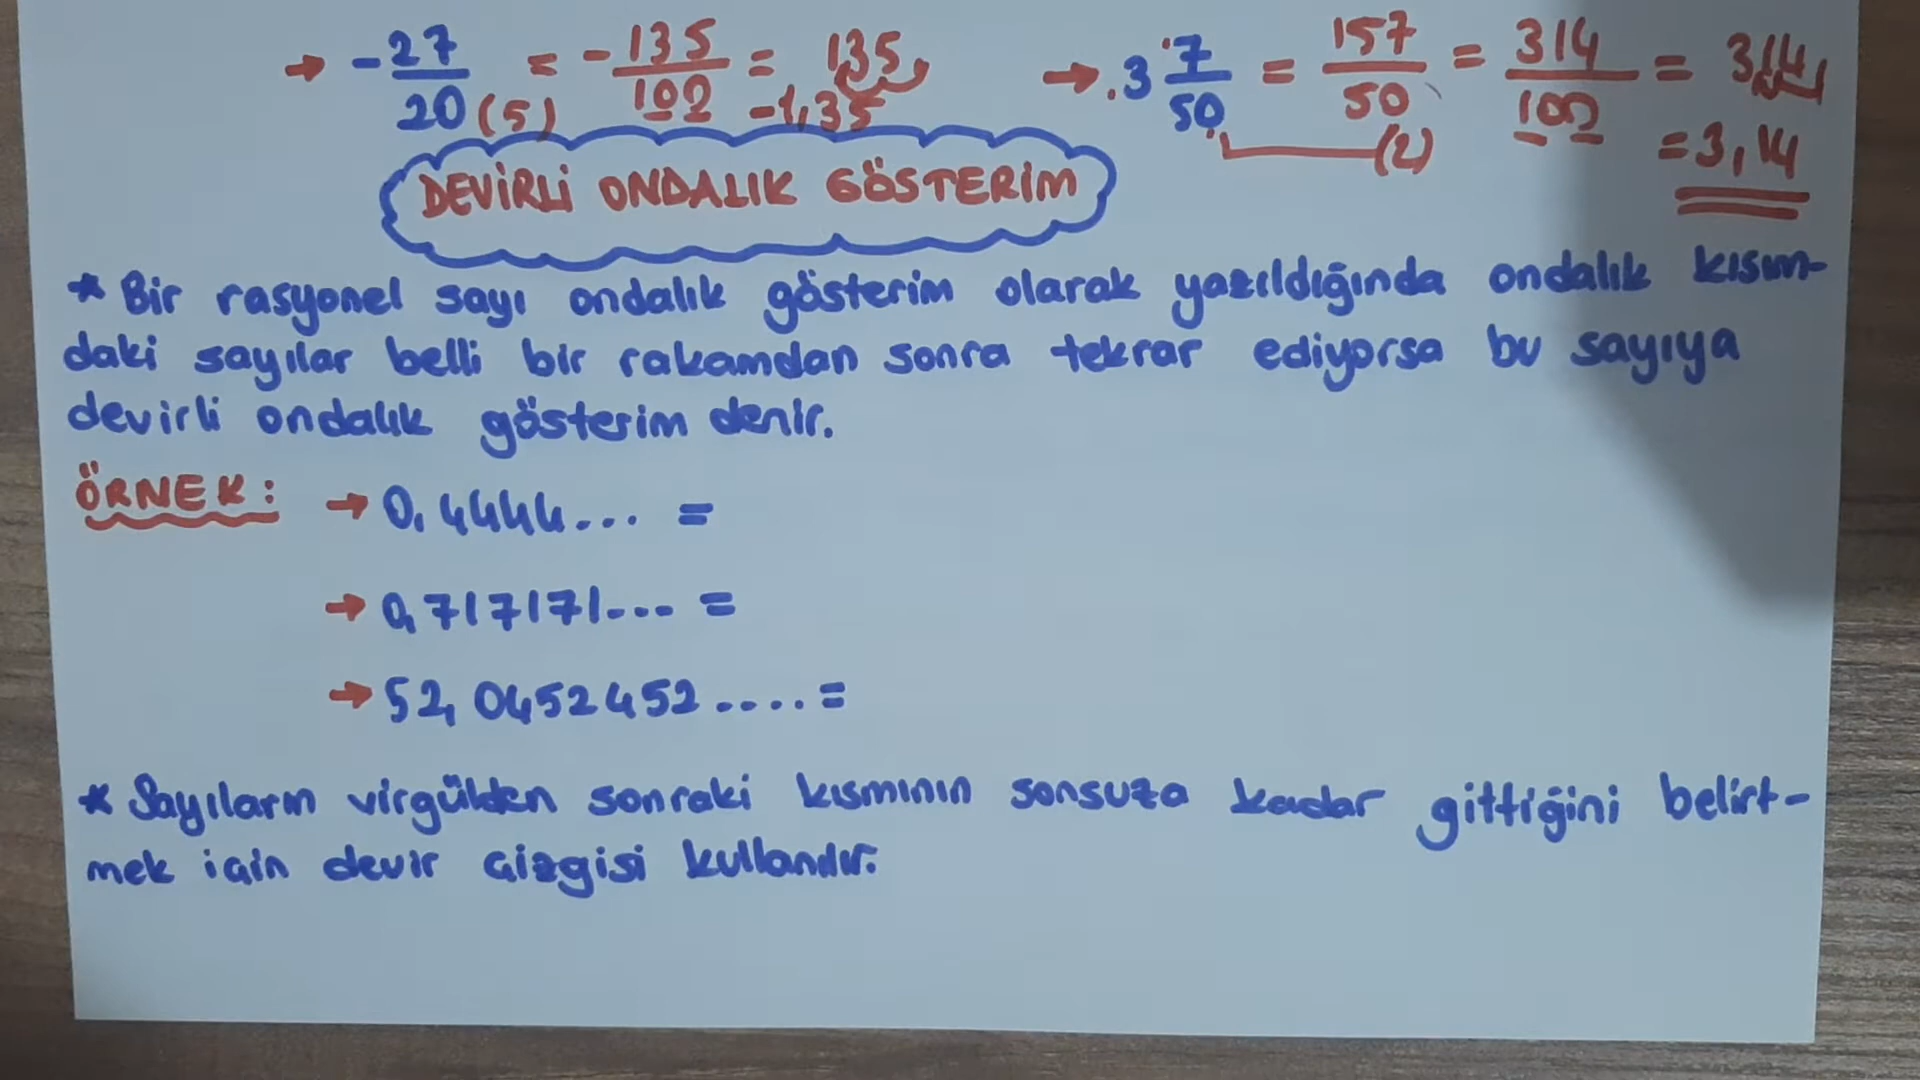 → -27/20 (5) = -135/100 = 135 -1,35
→ .3 7/50 (2) = 157/50 = 314/100 = 314 = 3,14
DEVİRLİ ONDALIK GÖSTERİM
* Bir rasyonel sayı ondalık gösterim olarak yazıldığında ondalık kısım-
daki sayılar belli bir rakamdan sonra tekrar ediyorsa bu sayıya
devirli ondalık gösterim denir.
ÖRNEK: → 0,4444... =
→ 0,717171... =
→ 52,0452452.... =
* Sayıların virgülden sonraki kısmının sonsuza kadar gittiğini belirt-
mek için devir çizgisi kullanılır.